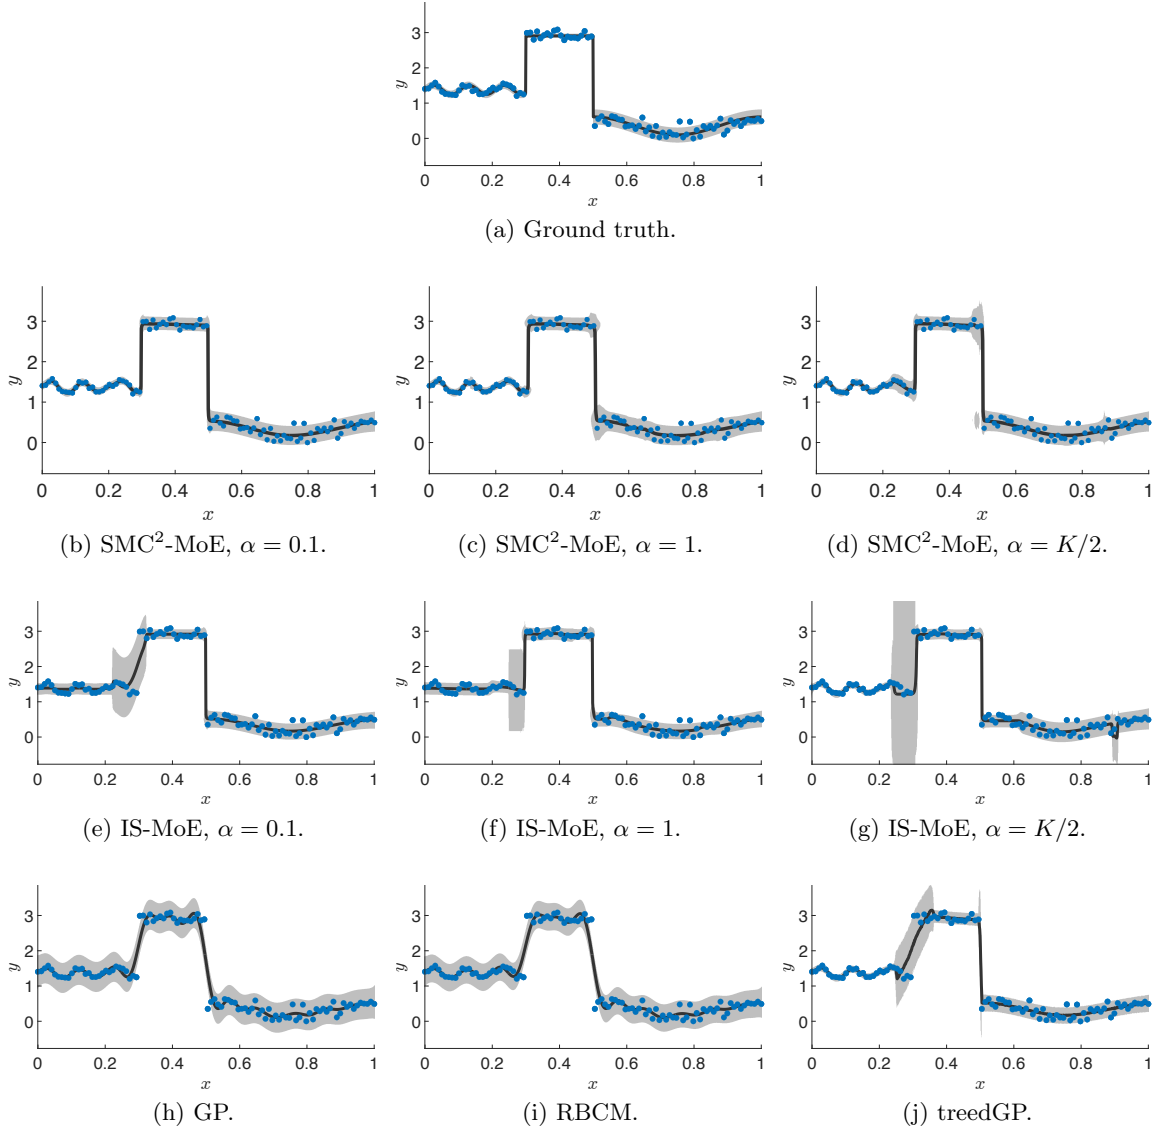 3
2
1
0
y
0 0.2 0.4 0.6 0.8 1
x
(a) Ground truth.
3
2
1
0
y
0 0.2 0.4 0.6 0.8 1
x
(b) SMC²-MoE, α = 0.1.
3
2
1
0
y
0 0.2 0.4 0.6 0.8 1
x
(c) SMC²-MoE, α = 1.
3
2
1
0
y
0 0.2 0.4 0.6 0.8 1
x
(d) SMC²-MoE, α = K/2.
3
2
1
0
y
0 0.2 0.4 0.6 0.8 1
x
(e) IS-MoE, α = 0.1.
3
2
1
0
y
0 0.2 0.4 0.6 0.8 1
x
(f) IS-MoE, α = 1.
3
2
1
0
y
0 0.2 0.4 0.6 0.8 1
x
(g) IS-MoE, α = K/2.
3
2
1
0
y
0 0.2 0.4 0.6 0.8 1
x
(h) GP.
3
2
1
0
y
0 0.2 0.4 0.6 0.8 1
x
(i) RBCM.
3
2
1
0
y
0 0.2 0.4 0.6 0.8 1
x
(j) treedGP.